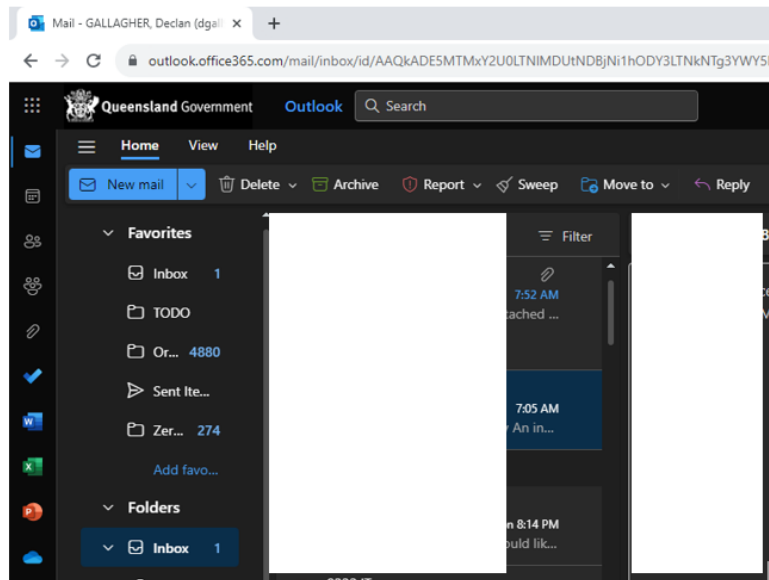 Mail - GALLAGHER, Declan (dgall
outlook.office365.com/mail/inbox/id/AAQkADE5MTMxY2U0LTNlMDUtNDBjNi1hODY3LTNkNTg3YWY5
Queensland Government Outlook Search
Home View Help
New mail Delete Archive Report Sweep Move to Reply
Favorites
Inbox 1
TODO
Or... 4880
Sent Ite...
Zer... 274
Add favo...
Folders
Inbox 1
Filter
7:52 AM
tached ...
7:05 AM
An in...
8:14 PM
ould lik...